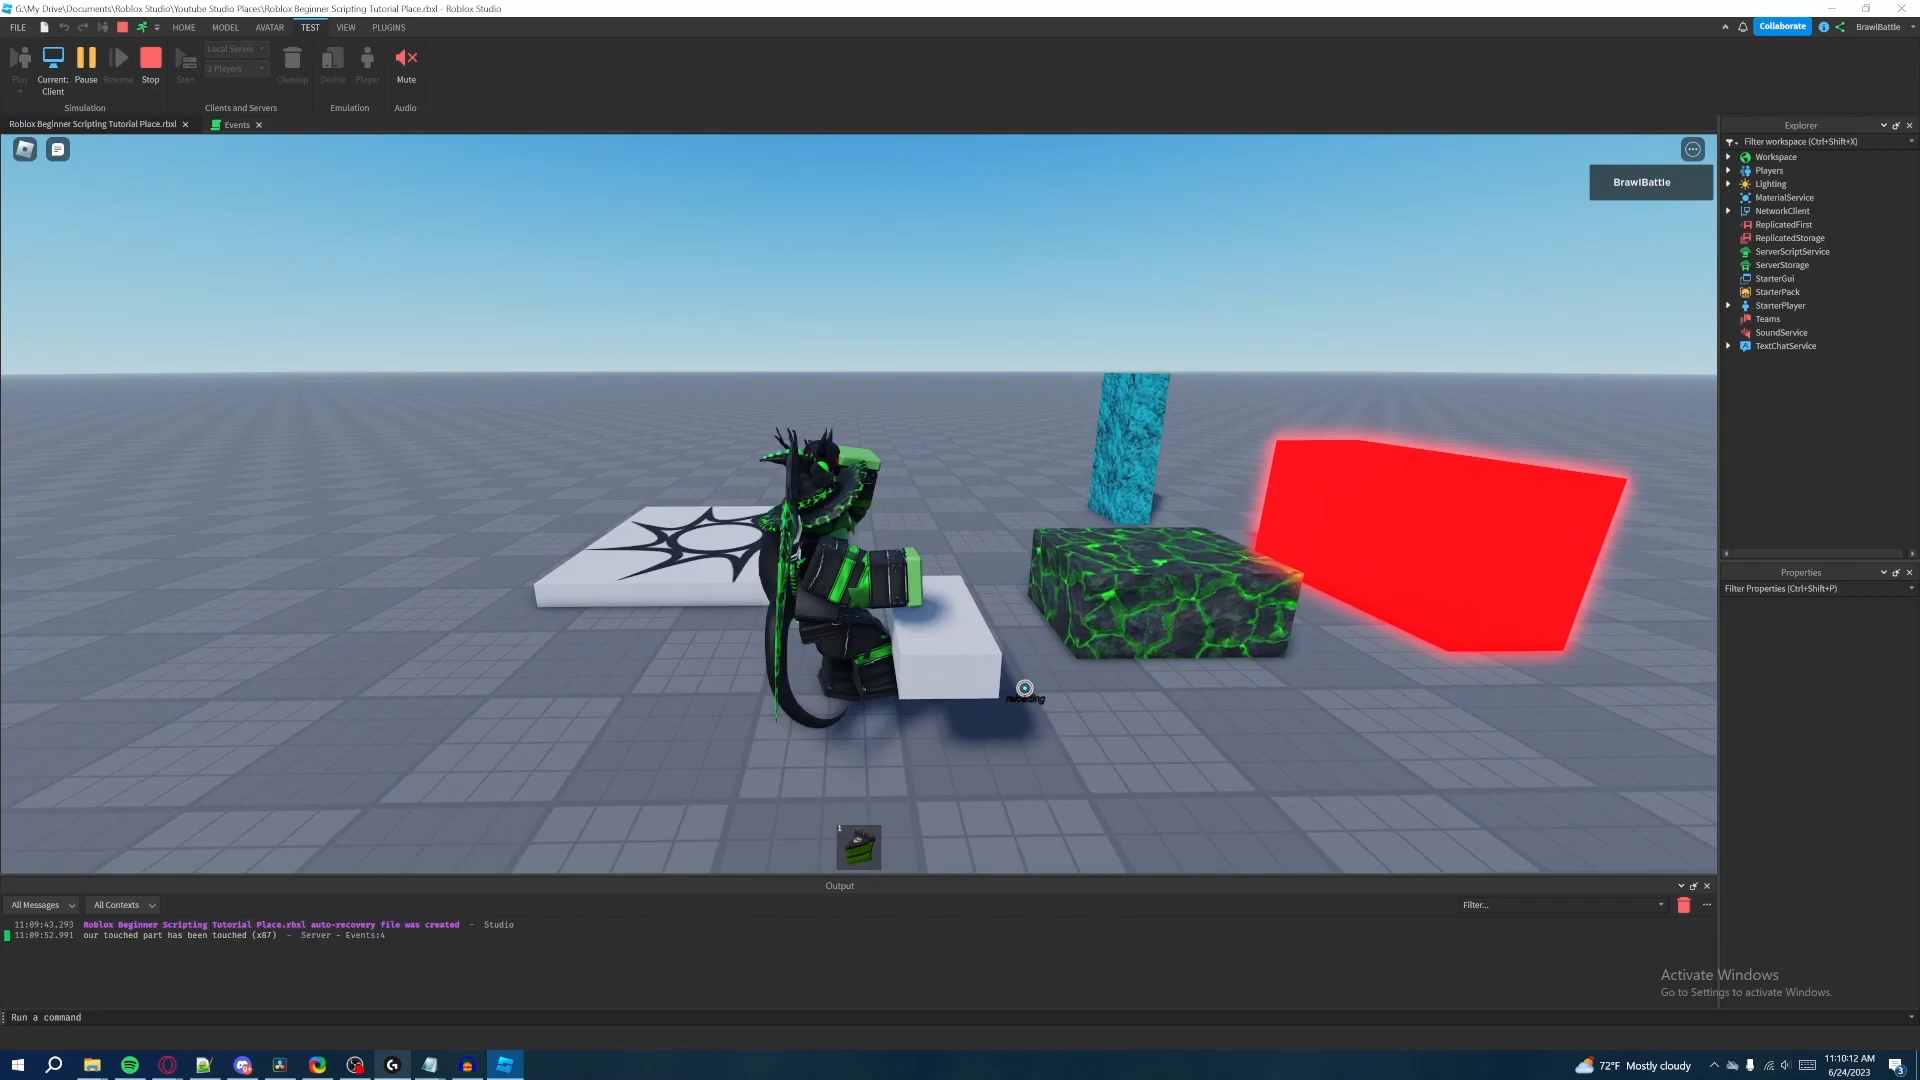 G:\My Drive\Documents\Roblox Studio\Youtube Studio Places\Roblox Beginner Scripting Tutorial Place.rbxl - Roblox Studio
FILE HOME MODEL AVATAR TEST VIEW PLUGINS
Collaborate BrawlBattle
Local Server
2 Players
Play Current: Client Pause Resume Stop Start Cleanup Device Player Mute
Simulation Clients and Servers Emulation Audio
Roblox Beginner Scripting Tutorial Place.rbxl Events
Explorer
Filter workspace (Ctrl+Shift+X)
Workspace
Players
Lighting
MaterialService
NetworkClient
ReplicatedFirst
ReplicatedStorage
ServerScriptService
ServerStorage
StarterGui
StarterPack
StarterPlayer
Teams
SoundService
TextChatService
BrawlBattle
Properties
Filter Properties (Ctrl+Shift+P)
reloading
1
Output
All Messages All Contexts Filter...
11:09:43.293 Roblox Beginner Scripting Tutorial Place.rbxl auto-recovery file was created - Studio
11:09:52.991 our touched part has been touched (x87) - Server - Events:4
Activate Windows
Go to Settings to activate Windows.
Run a command
72°F Mostly cloudy
11:10:12 AM
6/24/2023
3